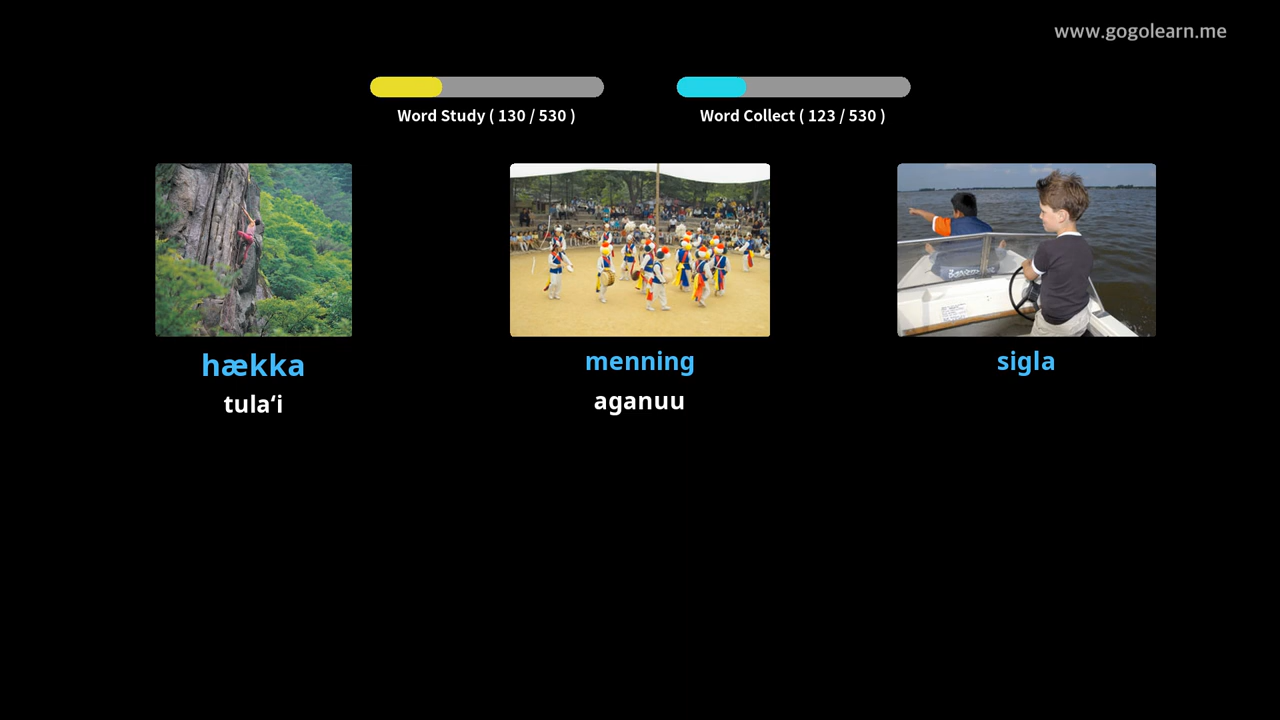 www.gogolearn.me
Word Study ( 130 / 530 )
Word Collect ( 123 / 530 )
hækka
menning
sigla
tulaʻi
aganuu